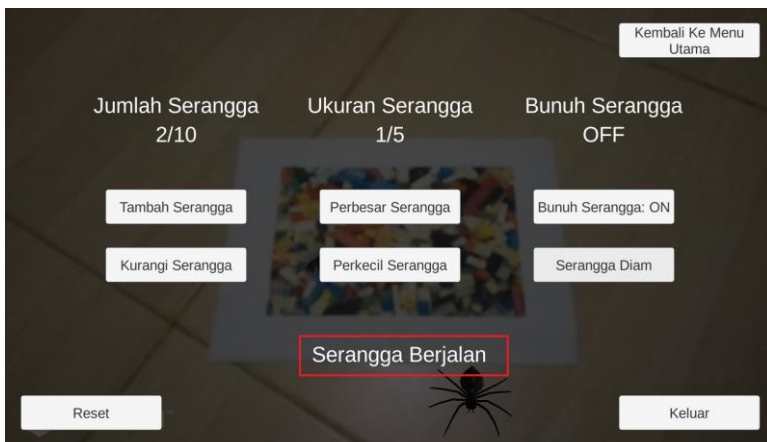 Kembali Ke Menu
Utama
Jumlah Serangga
2/10
Ukuran Serangga
1/5
Bunuh Serangga
OFF
Tambah Serangga
Perbesar Serangga
Bunuh Serangga: ON
Kurangi Serangga
Perkecil Serangga
Serangga Diam
Serangga Berjalan
Reset
Keluar